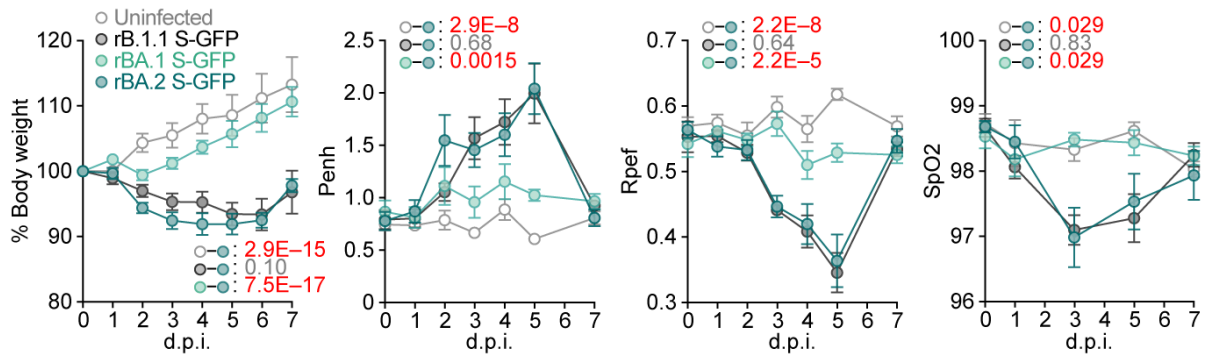 Uninfected
rB.1.1 S-GFP
rBA.1 S-GFP
rBA.2 S-GFP
% Body weight
120
110
100
90
80
: 2.9E–15
: 0.10
: 7.5E–17
0 1 2 3 4 5 6 7
d.p.i.
: 2.9E–8
: 0.68
: 0.0015
Penh
2.5
2.0
1.5
1.0
0.5
0
0 1 2 3 4 5 7
d.p.i.
: 2.2E–8
: 0.64
: 2.2E–5
Rpef
0.7
0.6
0.5
0.4
0.3
0 1 2 3 4 5 7
d.p.i.
: 0.029
: 0.83
: 0.029
SpO2
100
99
98
97
96
0 1 3 5 7
d.p.i.